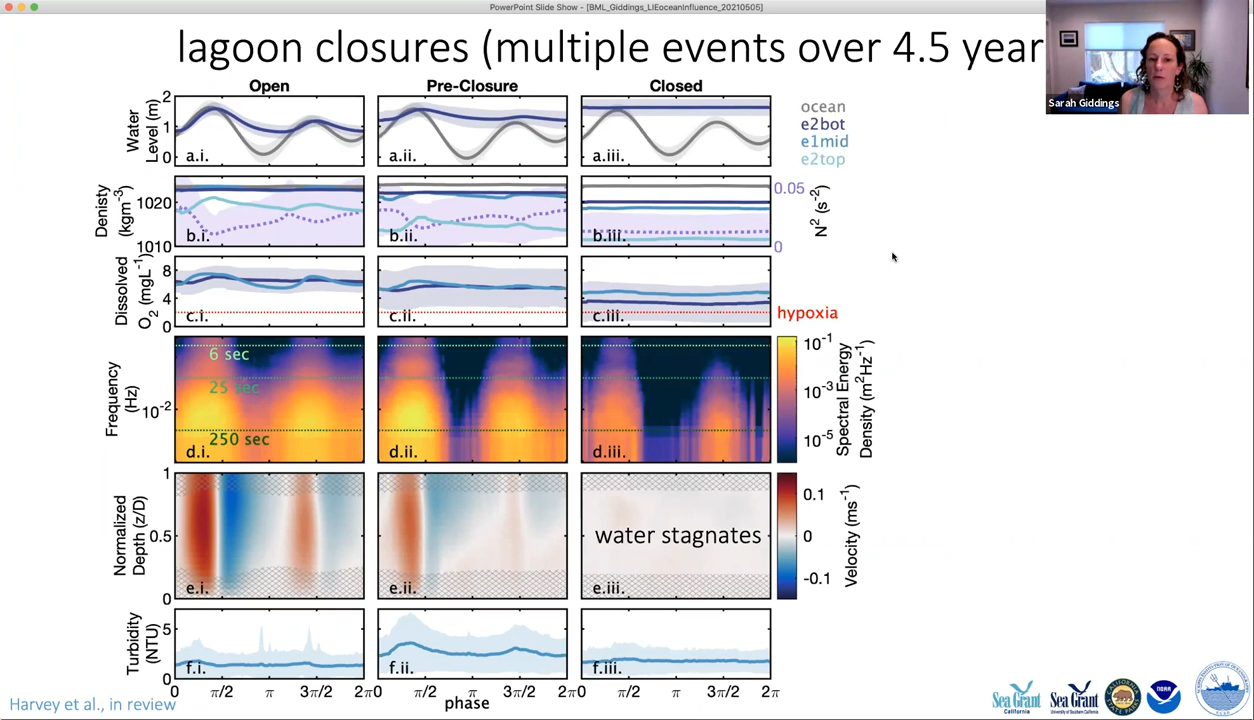 PowerPoint Slide Show - [BML_Giddings_LIEoceanInfluence_20210505]
lagoon closures (multiple events over 4.5 year
Sarah Giddings
Open
Pre-Closure
Closed
Water
Level (m)
2
1
0
a.i.
a.ii.
a.iii.
ocean
e2bot
e1mid
e2top
Denisty
(kgm-3)
1020
1010
b.i.
b.ii.
b.iii.
0.05
0
N2 (s-2)
Dissolved
O2 (mgL-1)
8
4
0
c.i.
c.ii.
c.iii.
hypoxia
Frequency
(Hz)
10-2
6 sec
25 sec
250 sec
d.i.
d.ii.
d.iii.
10-1
10-3
10-5
Spectral Energy
Density (m2Hz-1)
Normalized
Depth (z/D)
1
0.5
0
e.i.
e.ii.
water stagnates
e.iii.
0.1
0
-0.1
Velocity (ms-1)
Turbidity
(NTU)
5
0
f.i.
f.ii.
f.iii.
0 π/2 π 3π/2 2π0 π/2 π 3π/2 2π0 π/2 π 3π/2 2π
phase
Harvey et al., in review
Sea Grant
California
Sea Grant
University of Southern California
CALIFORNIA
STATE PARKS
NOAA